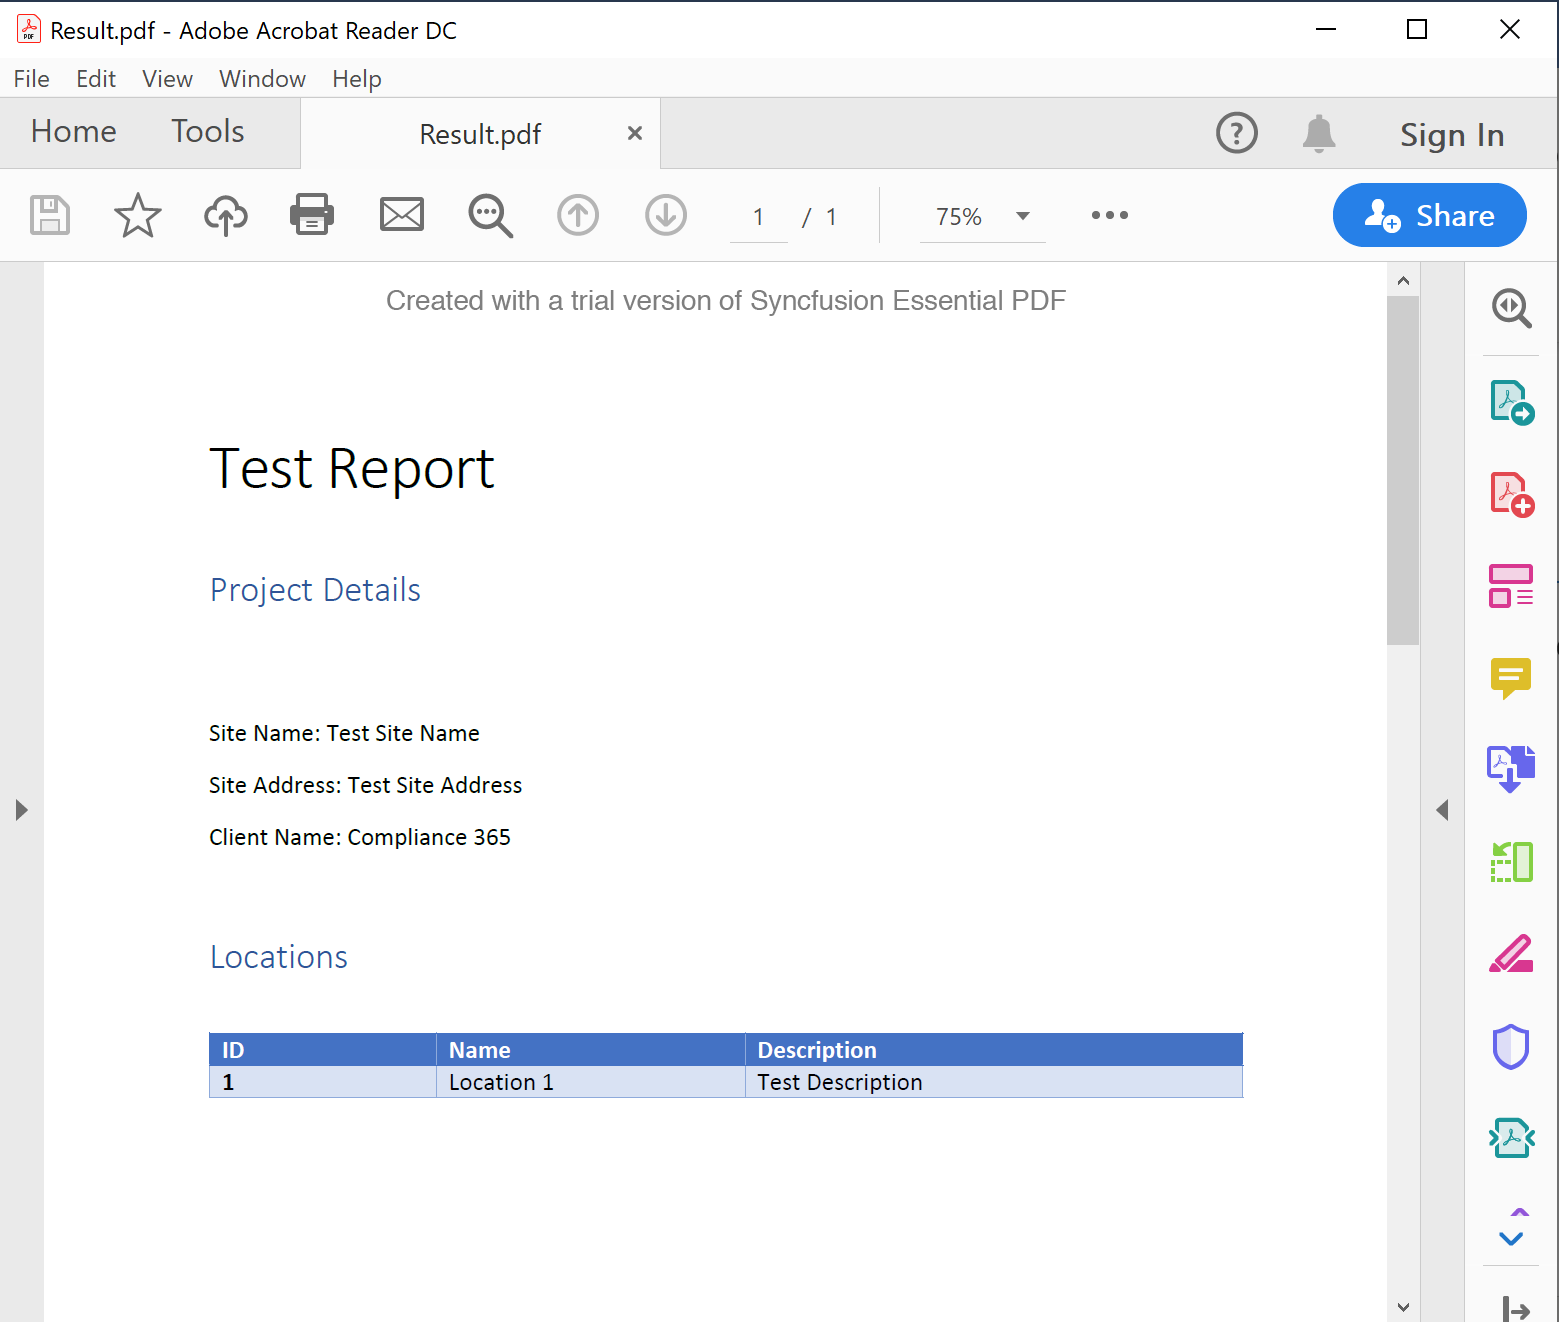 Result.pdf - Adobe Acrobat Reader DC
File Edit View Window Help
Home Tools Result.pdf × ? Sign In
1 / 1 75% Share
Created with a trial version of Syncfusion Essential PDF
Test Report
Project Details
Site Name: Test Site Name
Site Address: Test Site Address
Client Name: Compliance 365
Locations
ID Name Description
1 Location 1 Test Description